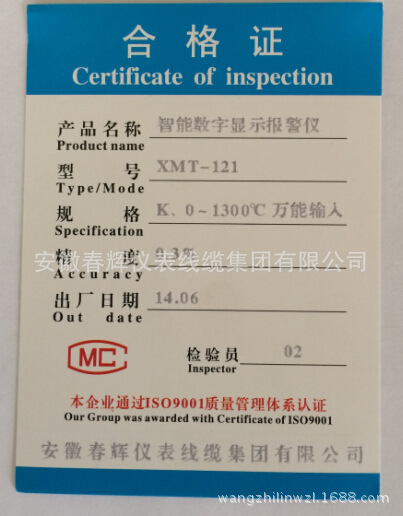 合格证
Certificate of inspection
产品名称 智能数字显示报警仪
Product name
型号 XMT-121
Type/Mode
规格 K、0~1300℃万能输入
Specification
精度 0.3%
安徽春辉仪表线缆集团有限公司
Accuracy
出厂日期 14.06
Out date
MC
检验员 02
Inspector
本企业通过ISO9001质量管理体系认证
Our Group was awarded with Certificate of ISO9001
安徽春辉仪表线缆集团有限公司
wangzhilinwzl.1688.com